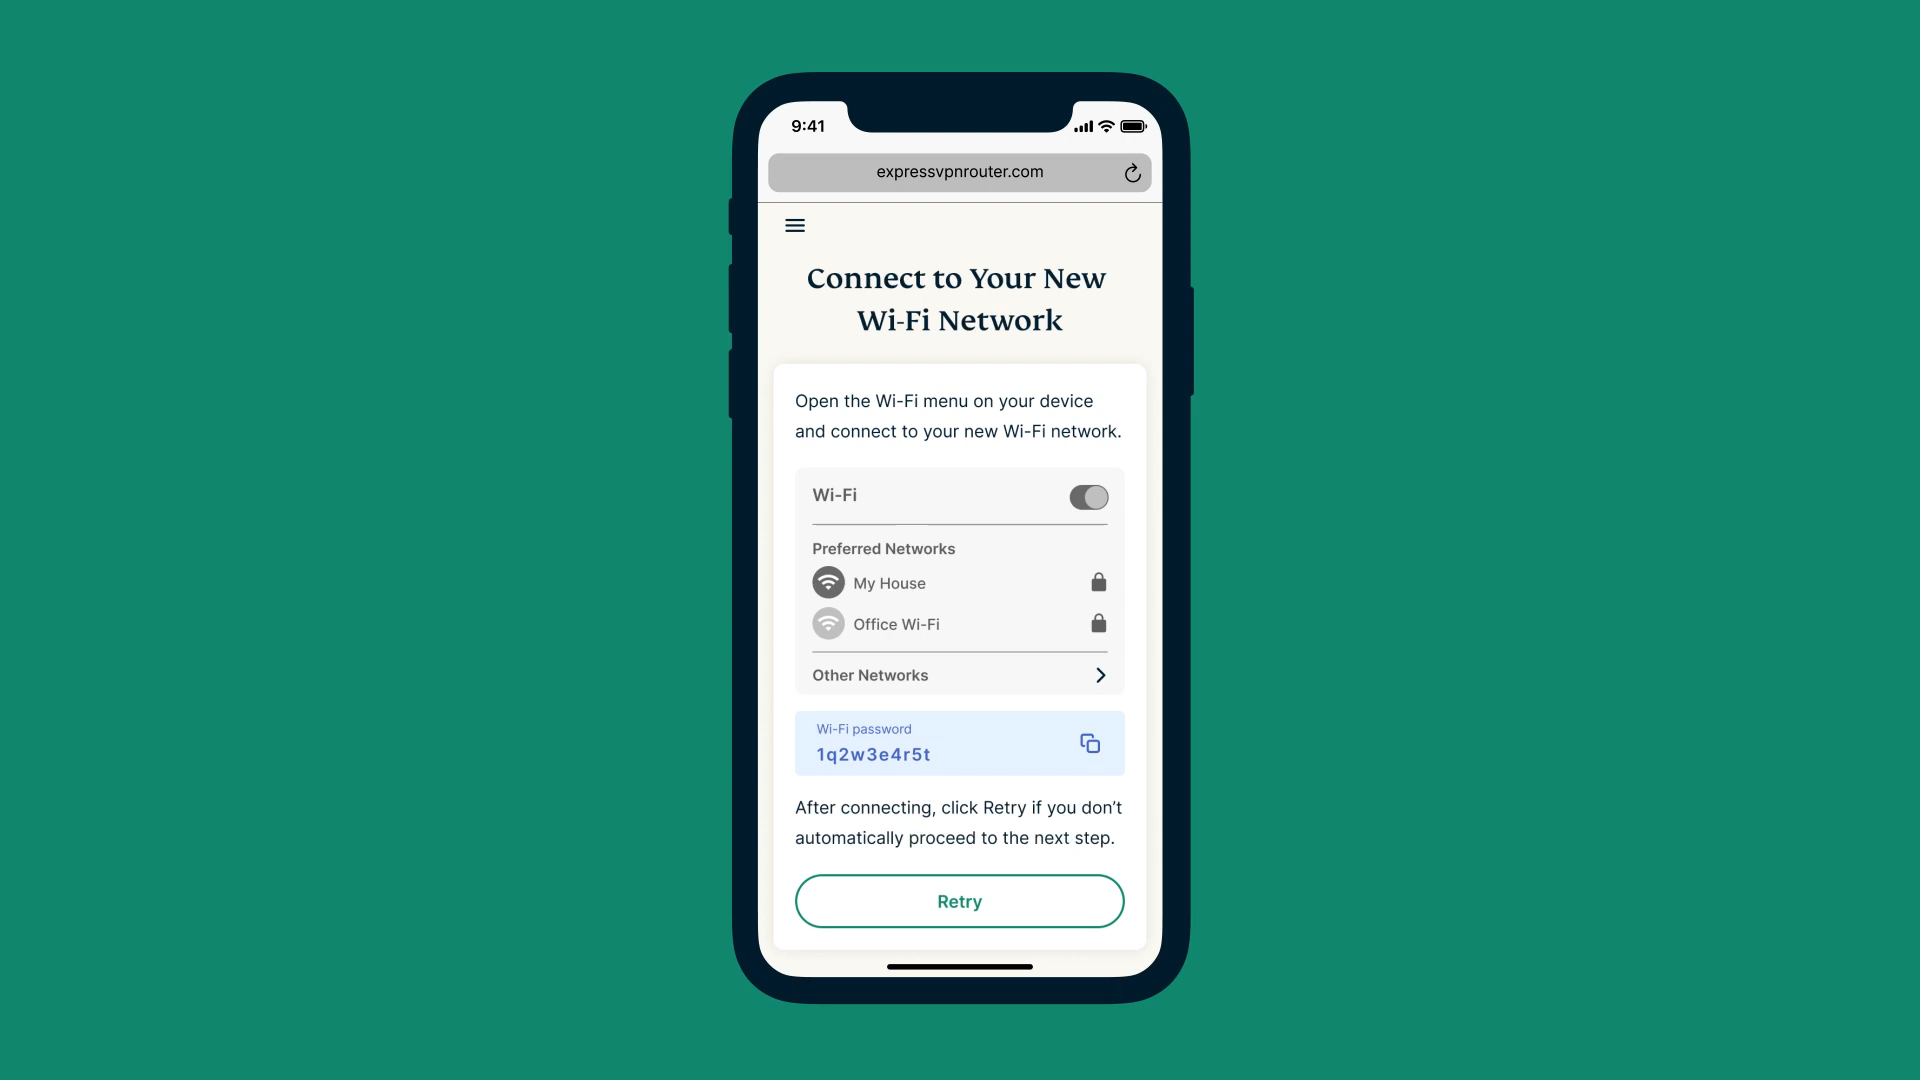 9:41
expressvpnrouter.com
Connect to Your New
Wi-Fi Network
Open the Wi-Fi menu on your device
and connect to your new Wi-Fi network.
Wi-Fi
Preferred Networks
My House
Office Wi-Fi
Other Networks
Wi-Fi password
1q2w3e4r5t
After connecting, click Retry if you don’t
automatically proceed to the next step.
Retry